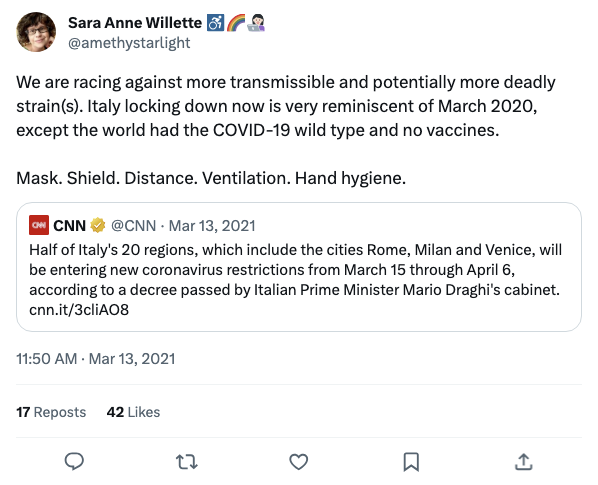 Sara Anne Willette ♿🌈👩🏻‍💻
@amethystarlight
We are racing against more transmissible and potentially more deadly
strain(s). Italy locking down now is very reminiscent of March 2020,
except the world had the COVID-19 wild type and no vaccines.
Mask. Shield. Distance. Ventilation. Hand hygiene.
CNN CNN @CNN · Mar 13, 2021
Half of Italy's 20 regions, which include the cities Rome, Milan and Venice, will
be entering new coronavirus restrictions from March 15 through April 6,
according to a decree passed by Italian Prime Minister Mario Draghi's cabinet.
cnn.it/3cliAO8
11:50 AM · Mar 13, 2021
17 Reposts 42 Likes